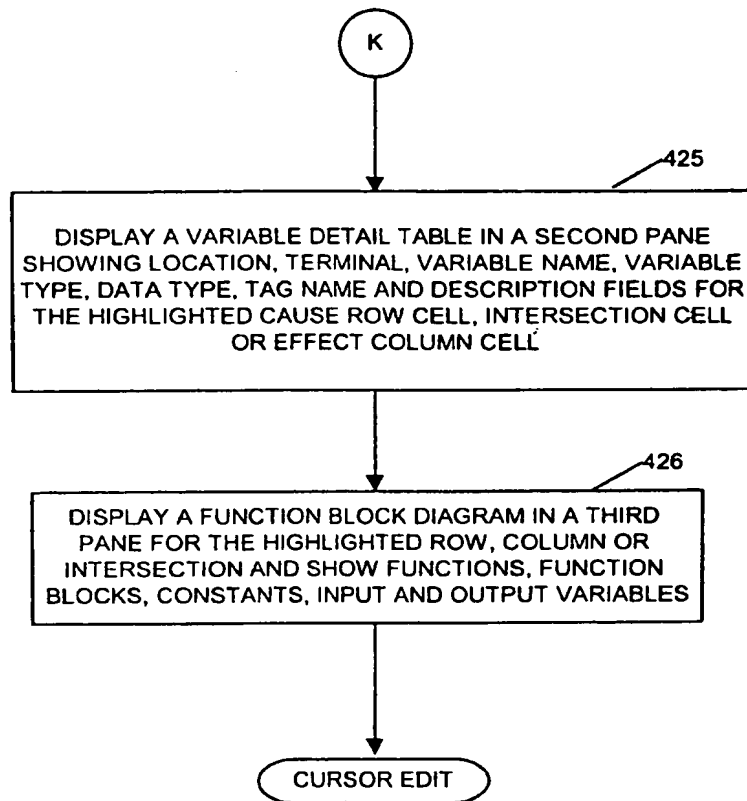 K
425
DISPLAY A VARIABLE DETAIL TABLE IN A SECOND PANE
SHOWING LOCATION, TERMINAL, VARIABLE NAME, VARIABLE
TYPE, DATA TYPE, TAG NAME AND DESCRIPTION FIELDS FOR
THE HIGHLIGHTED CAUSE ROW CELL, INTERSECTION CELL
OR EFFECT COLUMN CELL
426
DISPLAY A FUNCTION BLOCK DIAGRAM IN A THIRD
PANE FOR THE HIGHLIGHTED ROW, COLUMN OR
INTERSECTION AND SHOW FUNCTIONS, FUNCTION
BLOCKS, CONSTANTS, INPUT AND OUTPUT VARIABLES
CURSOR EDIT